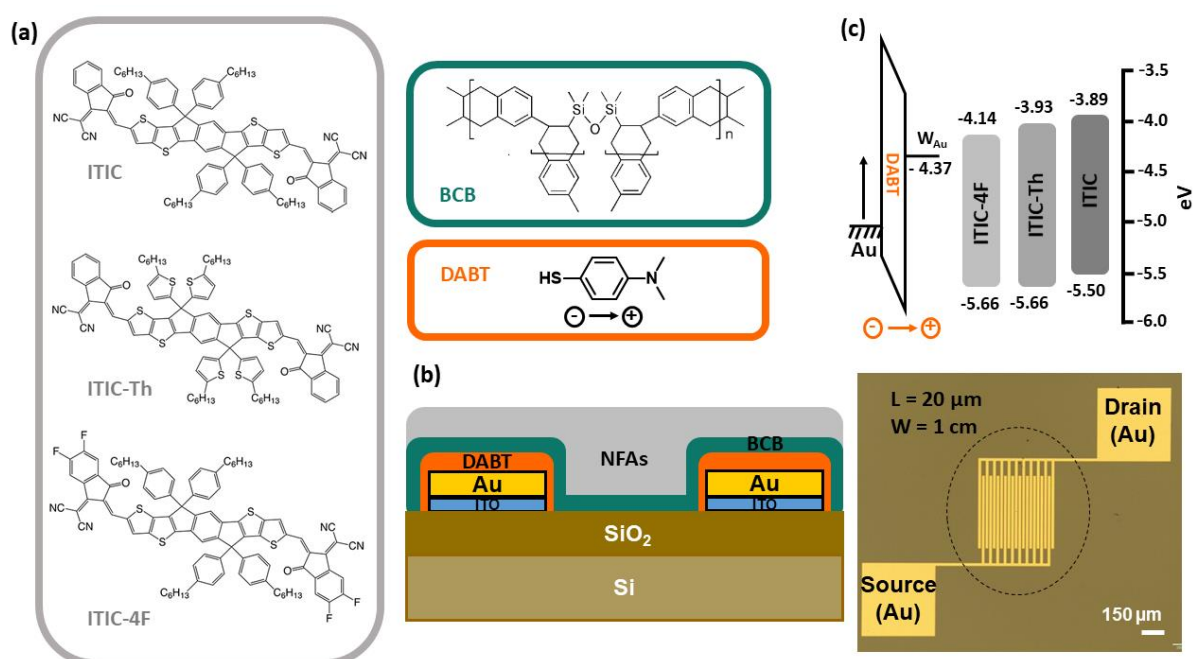 (a)
C₆H₁₃
C₆H₁₃
O
S
S
NC
CN
S
S
NC
CN
O
C₆H₁₃
C₆H₁₃
ITIC
C₆H₁₃
C₆H₁₃
O
S
S
S
S
NC
CN
S
S
NC
CN
S
S
O
C₆H₁₃
C₆H₁₃
ITIC-Th
F
F
C₆H₁₃
C₆H₁₃
O
S
S
NC
CN
S
S
NC
CN
O
C₆H₁₃
C₆H₁₃
F
F
ITIC-4F
Si
Si
O
n
BCB
DABT
HS
N
- → +
(b)
DABT
BCB
NFAs
Au
Au
ITO
ITO
SiO₂
Si
(c)
DABT
Au
W_Au
- 4.37
- → +
-4.14
ITIC-4F
-5.66
-3.93
ITIC-Th
-5.66
-3.89
ITIC
-5.50
-3.5
-4.0
-4.5
-5.0
-5.5
-6.0
eV
L = 20 µm
W = 1 cm
Drain
(Au)
Source
(Au)
150 µm